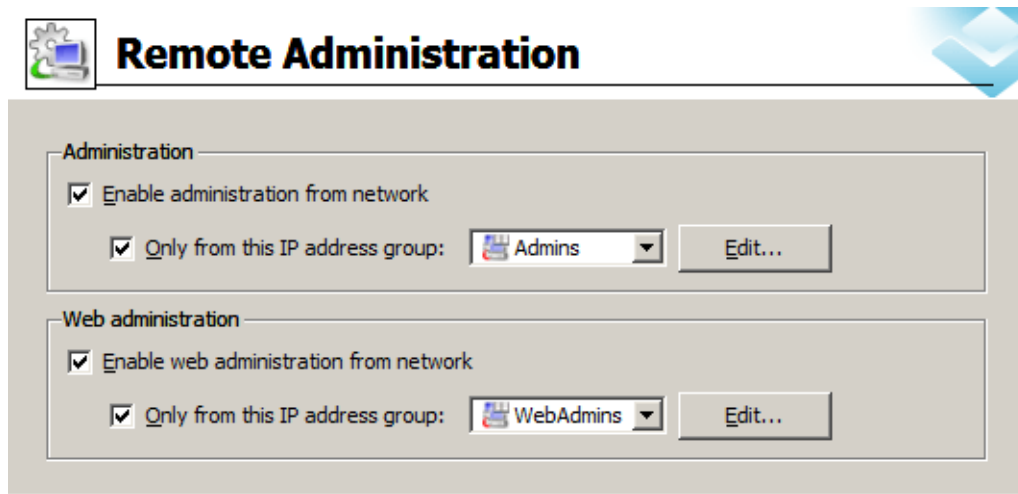 Remote Administration
Administration
Enable administration from network
Only from this IP address group: Admins Edit...
Web administration
Enable web administration from network
Only from this IP address group: WebAdmins Edit...